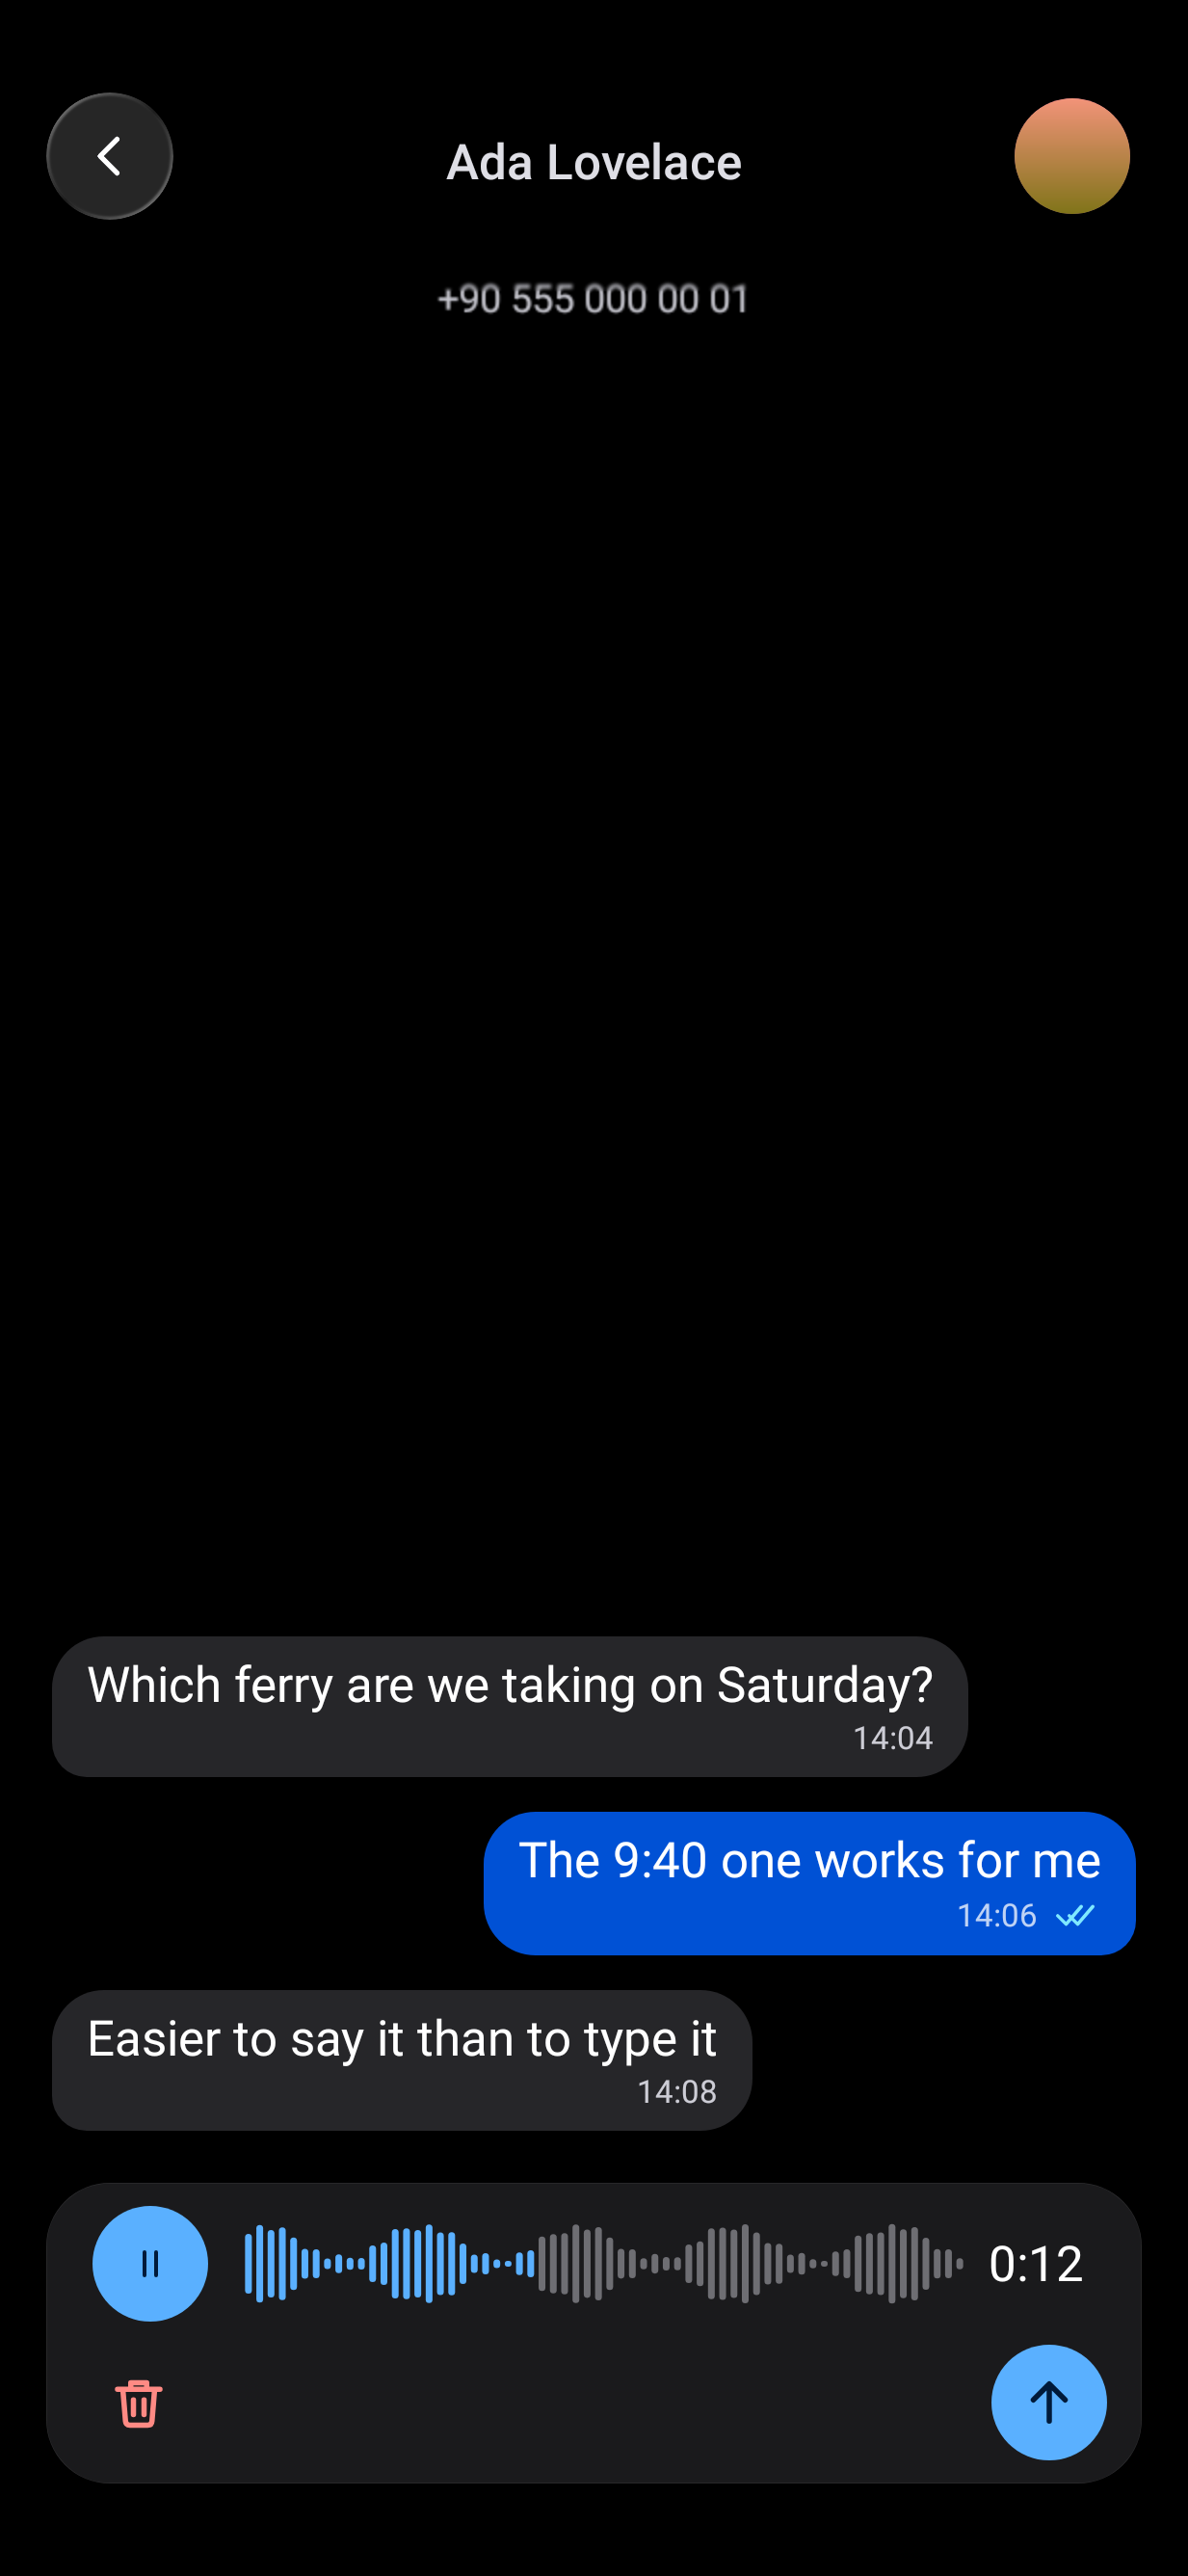 Ada Lovelace
+90 555 000 00 01
Which ferry are we taking on Saturday?
14:04
The 9:40 one works for me
14:06
Easier to say it than to type it
14:08
0:12